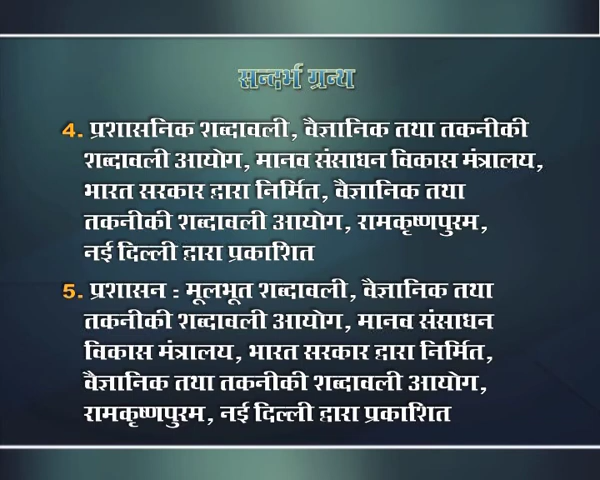 सन्दर्भ ग्रन्थ
4. प्रशासनिक शब्दावली, वैज्ञानिक तथा तकनीकी
शब्दावली आयोग, मानव संसाधन विकास मंत्रालय,
भारत सरकार द्वारा निर्मित, वैज्ञानिक तथा
तकनीकी शब्दावली आयोग, रामकृष्णपुरम,
नई दिल्ली द्वारा प्रकाशित
5. प्रशासन : मूलभूत शब्दावली, वैज्ञानिक तथा
तकनीकी शब्दावली आयोग, मानव संसाधन
विकास मंत्रालय, भारत सरकार द्वारा निर्मित,
वैज्ञानिक तथा तकनीकी शब्दावली आयोग,
रामकृष्णपुरम, नई दिल्ली द्वारा प्रकाशित